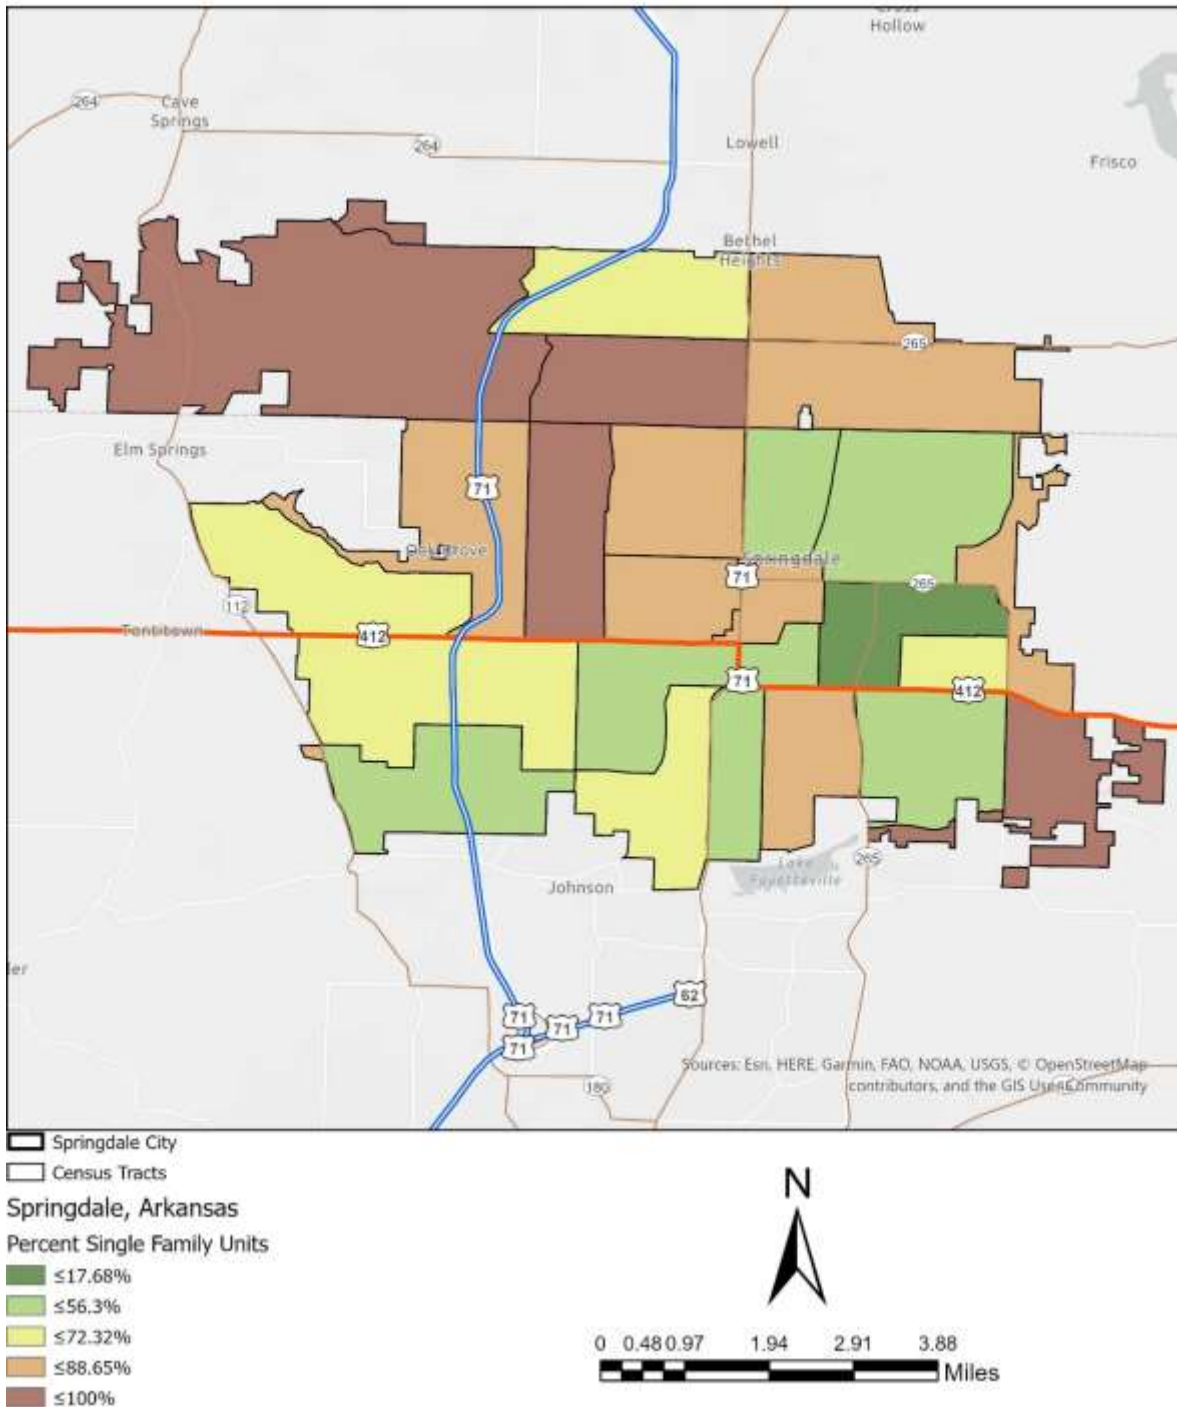 Cross
Hollow
264
Cave
Springs
264
Lowell
Frisco
Bethel
Heights
265
Elm Springs
71
Springdale
71
265
112
Tontitown
412
71
412
Johnson
Lake
Fayetteville
265
ler
62
71
71
71
71
180
Sources: Esri, HERE, Garmin, FAO, NOAA, USGS, © OpenStreetMap
contributors, and the GIS User Community
Springdale City
Census Tracts
Springdale, Arkansas
Percent Single Family Units
≤17.68%
≤56.3%
≤72.32%
≤88.65%
≤100%
N
0 0.48 0.97 1.94 2.91 3.88
Miles